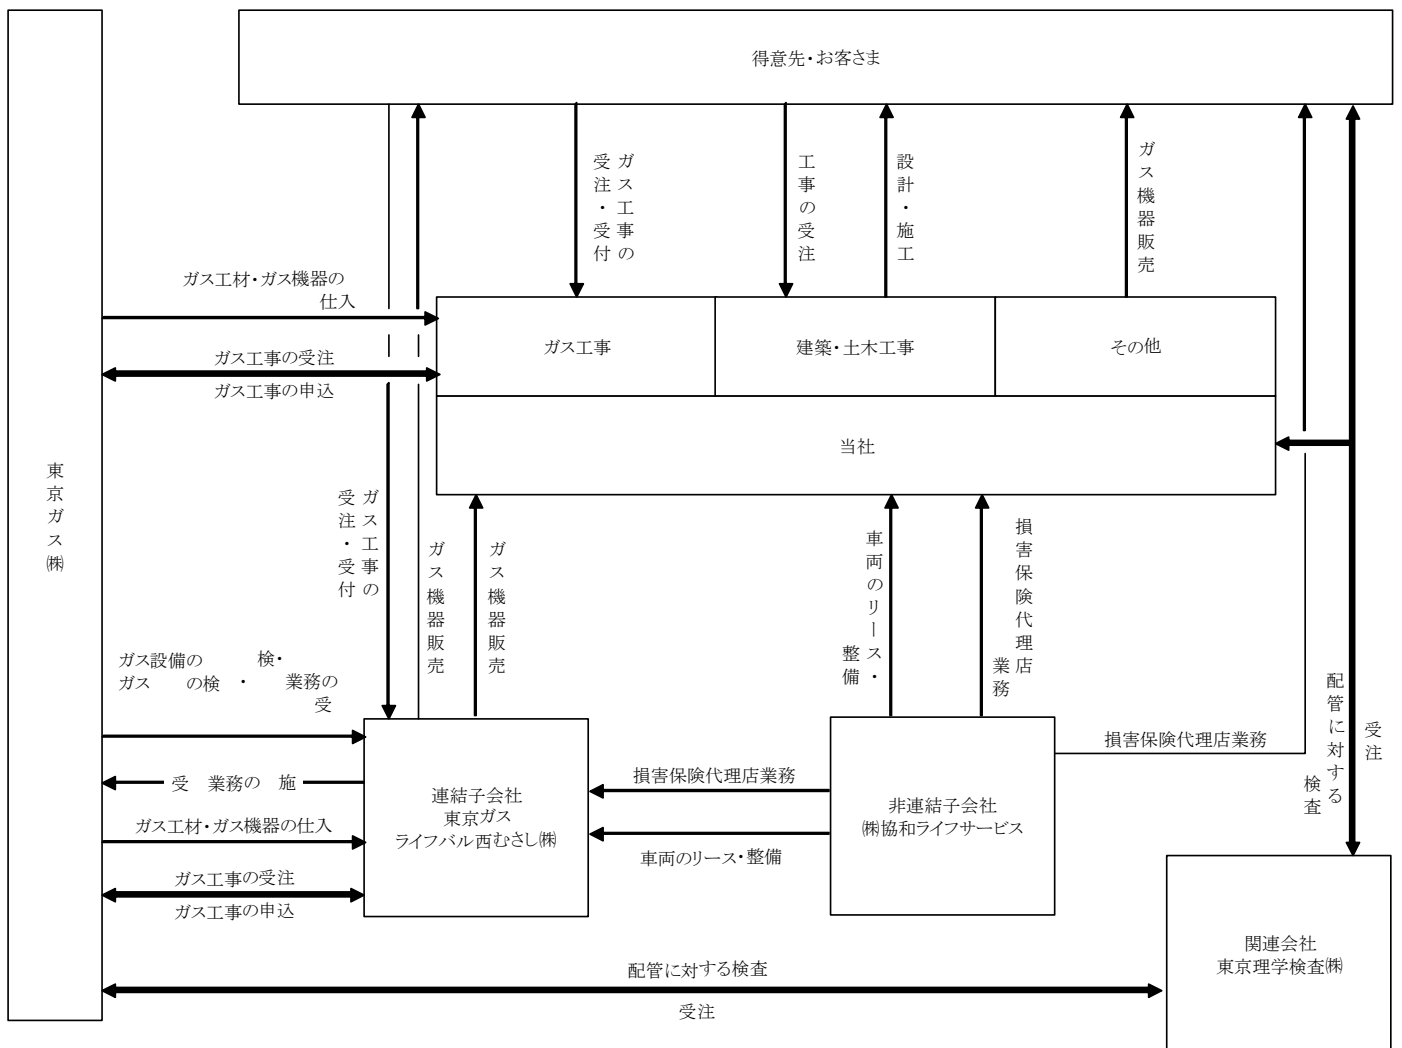 得意先・お客さま
ガス工事の
受注・受付
工事の受注
設計・施工
ガス機器販売
ガス工材・ガス機器の
仕入
ガス工事の受注
ガス工事の申込
ガス工事
建築・土木工事
その他
当社
東京ガス㈱
ガス工事の
受注・受付
ガス機器販売
ガス機器販売
車両のリース・
整備
損害保険代理店
業務
ガス設備の 検・
ガス の検 ・ 業務の
受
受 業務の 施
ガス工材・ガス機器の仕入
ガス工事の受注
ガス工事の申込
連結子会社
東京ガス
ライフバル西むさし㈱
損害保険代理店業務
車両のリース・整備
非連結子会社
㈱協和ライフサービス
損害保険代理店業務
受注
配管に対する
検査
関連会社
東京理学検査㈱
配管に対する検査
受注